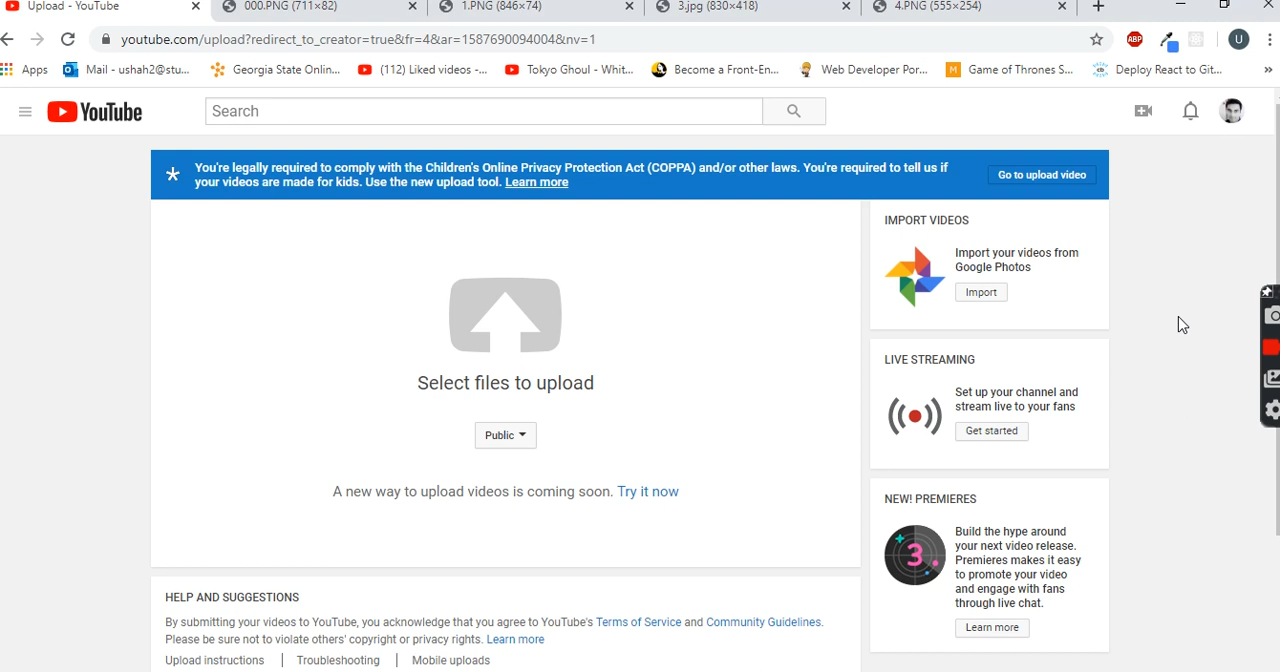 Upload - YouTube
000.PNG (711×82)
1.PNG (846×74)
3.jpg (830×418)
4.PNG (555×254)
youtube.com/upload?redirect_to_creator=true&fr=4&ar=1587690094004&nv=1
ABP
U
Apps
Mail - ushah2@stu...
Georgia State Onlin...
(112) Liked videos -...
Tokyo Ghoul - Whit...
Become a Front-En...
Web Developer Por...
M
Game of Thrones S...
Deploy React to Git...
»
YouTube
Search
* You're legally required to comply with the Children's Online Privacy Protection Act (COPPA) and/or other laws. You're required to tell us if
your videos are made for kids. Use the new upload tool. Learn more
Go to upload video
Select files to upload
Public
A new way to upload videos is coming soon. Try it now
IMPORT VIDEOS
Import your videos from
Google Photos
Import
LIVE STREAMING
Set up your channel and
stream live to your fans
Get started
NEW! PREMIERES
3
Build the hype around
your next video release.
Premieres makes it easy
to promote your video
and engage with fans
through live chat.
Learn more
HELP AND SUGGESTIONS
By submitting your videos to YouTube, you acknowledge that you agree to YouTube's Terms of Service and Community Guidelines.
Please be sure not to violate others' copyright or privacy rights. Learn more
Upload instructions | Troubleshooting | Mobile uploads